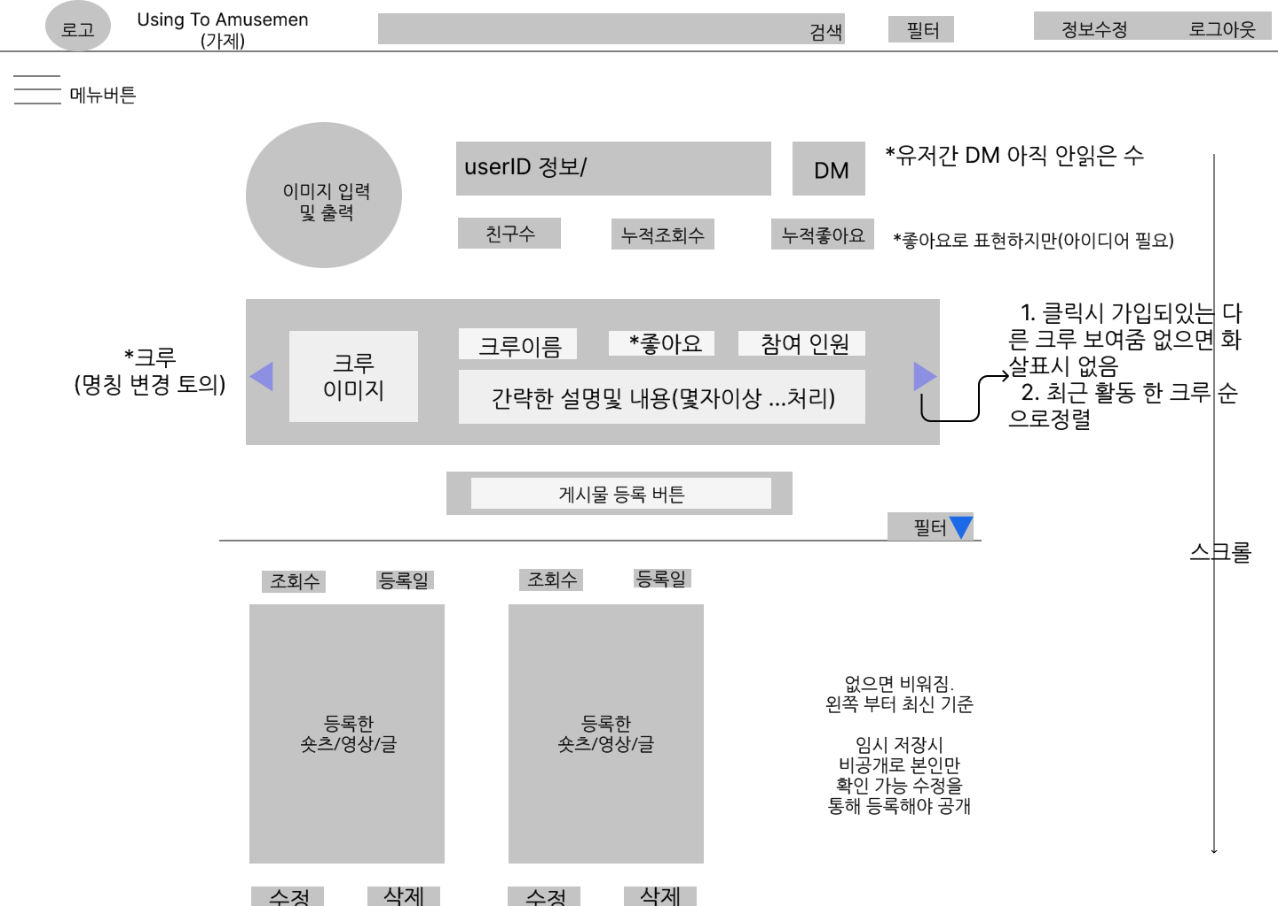 로고
Using To Amusemen
(가제)
검색
필터
정보수정
로그아웃
메뉴버튼
이미지 입력
및 출력
userID 정보/
DM
*유저간 DM 아직 안읽은 수
친구수
누적조회수
누적좋아요
*좋아요로 표현하지만(아이디어 필요)
*크루
(명칭 변경 토의)
크루
이미지
크루이름
*좋아요
참여 인원
간략한 설명및 내용(몇자이상 ...처리)
1. 클릭시 가입되있는 다
른 크루 보여줌 없으면 화
살표시 없음
2. 최근 활동 한 크루 순
으로정렬
게시물 등록 버튼
필터
스크롤
조회수
등록일
조회수
등록일
등록한
숏츠/영상/글
등록한
숏츠/영상/글
없으면 비워짐.
왼쪽 부터 최신 기준
임시 저장시
비공개로 본인만
확인 가능 수정을
통해 등록해야 공개
수정
삭제
수정
삭제